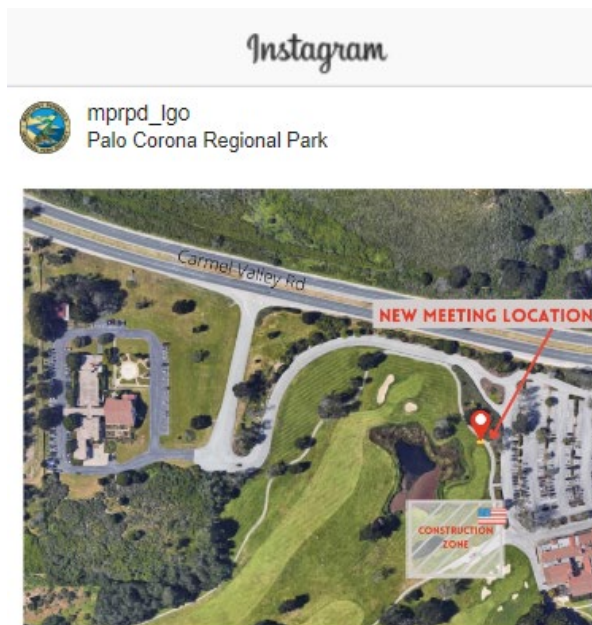 Instagram
mprpd_lgo
Palo Corona Regional Park
Carmel Valley Rd
NEW MEETING LOCATION
CONSTRUCTION
ZONE